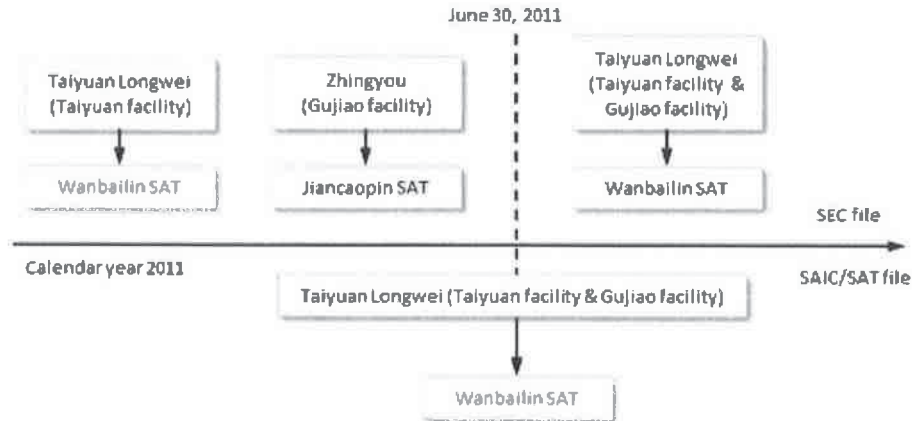 June 30, 2011
Taiyuan Longwei
(Taiyuan facility)
Zhingyou
(Gujiao facility)
Taiyuan Longwei
(Taiyuan facility &
Gujiao facility)
Wanbailin SAT
Jiancaopin SAT
Wanbailin SAT
SEC file
Calendar year 2011
SAIC/SAT file
Taiyuan Longwei (Taiyuan facility & Gujiao facility)
Wanbailin SAT